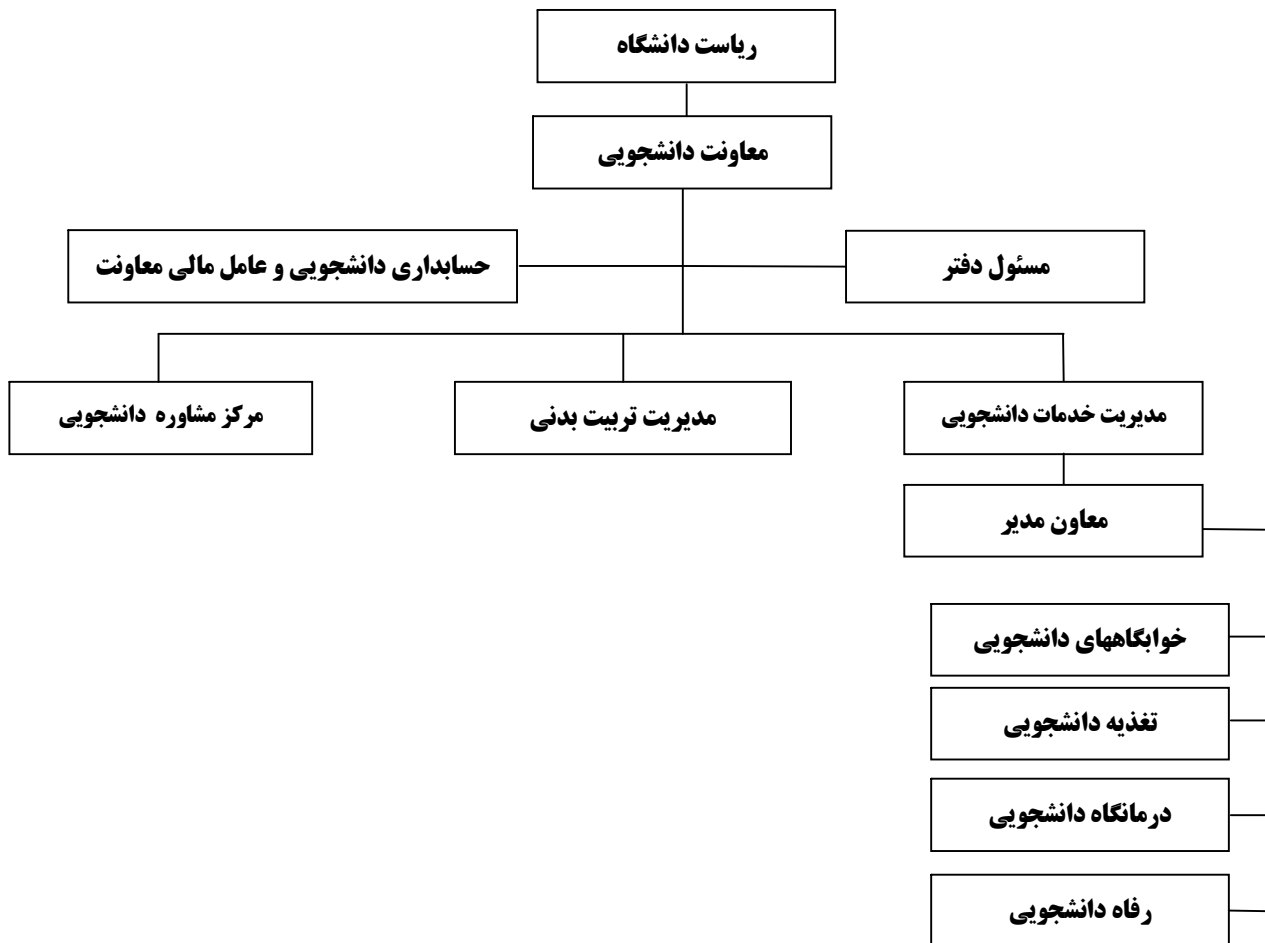 ریاست دانشگاه
معاونت دانشجویی
مسئول دفتر
حسابداری دانشجویی و عامل مالی معاونت
مدیریت خدمات دانشجویی
مدیریت تربیت بدنی
مرکز مشاوره دانشجویی
معاون مدیر
خوابگاههای دانشجویی
تغذیه دانشجویی
درمانگاه دانشجویی
رفاه دانشجویی